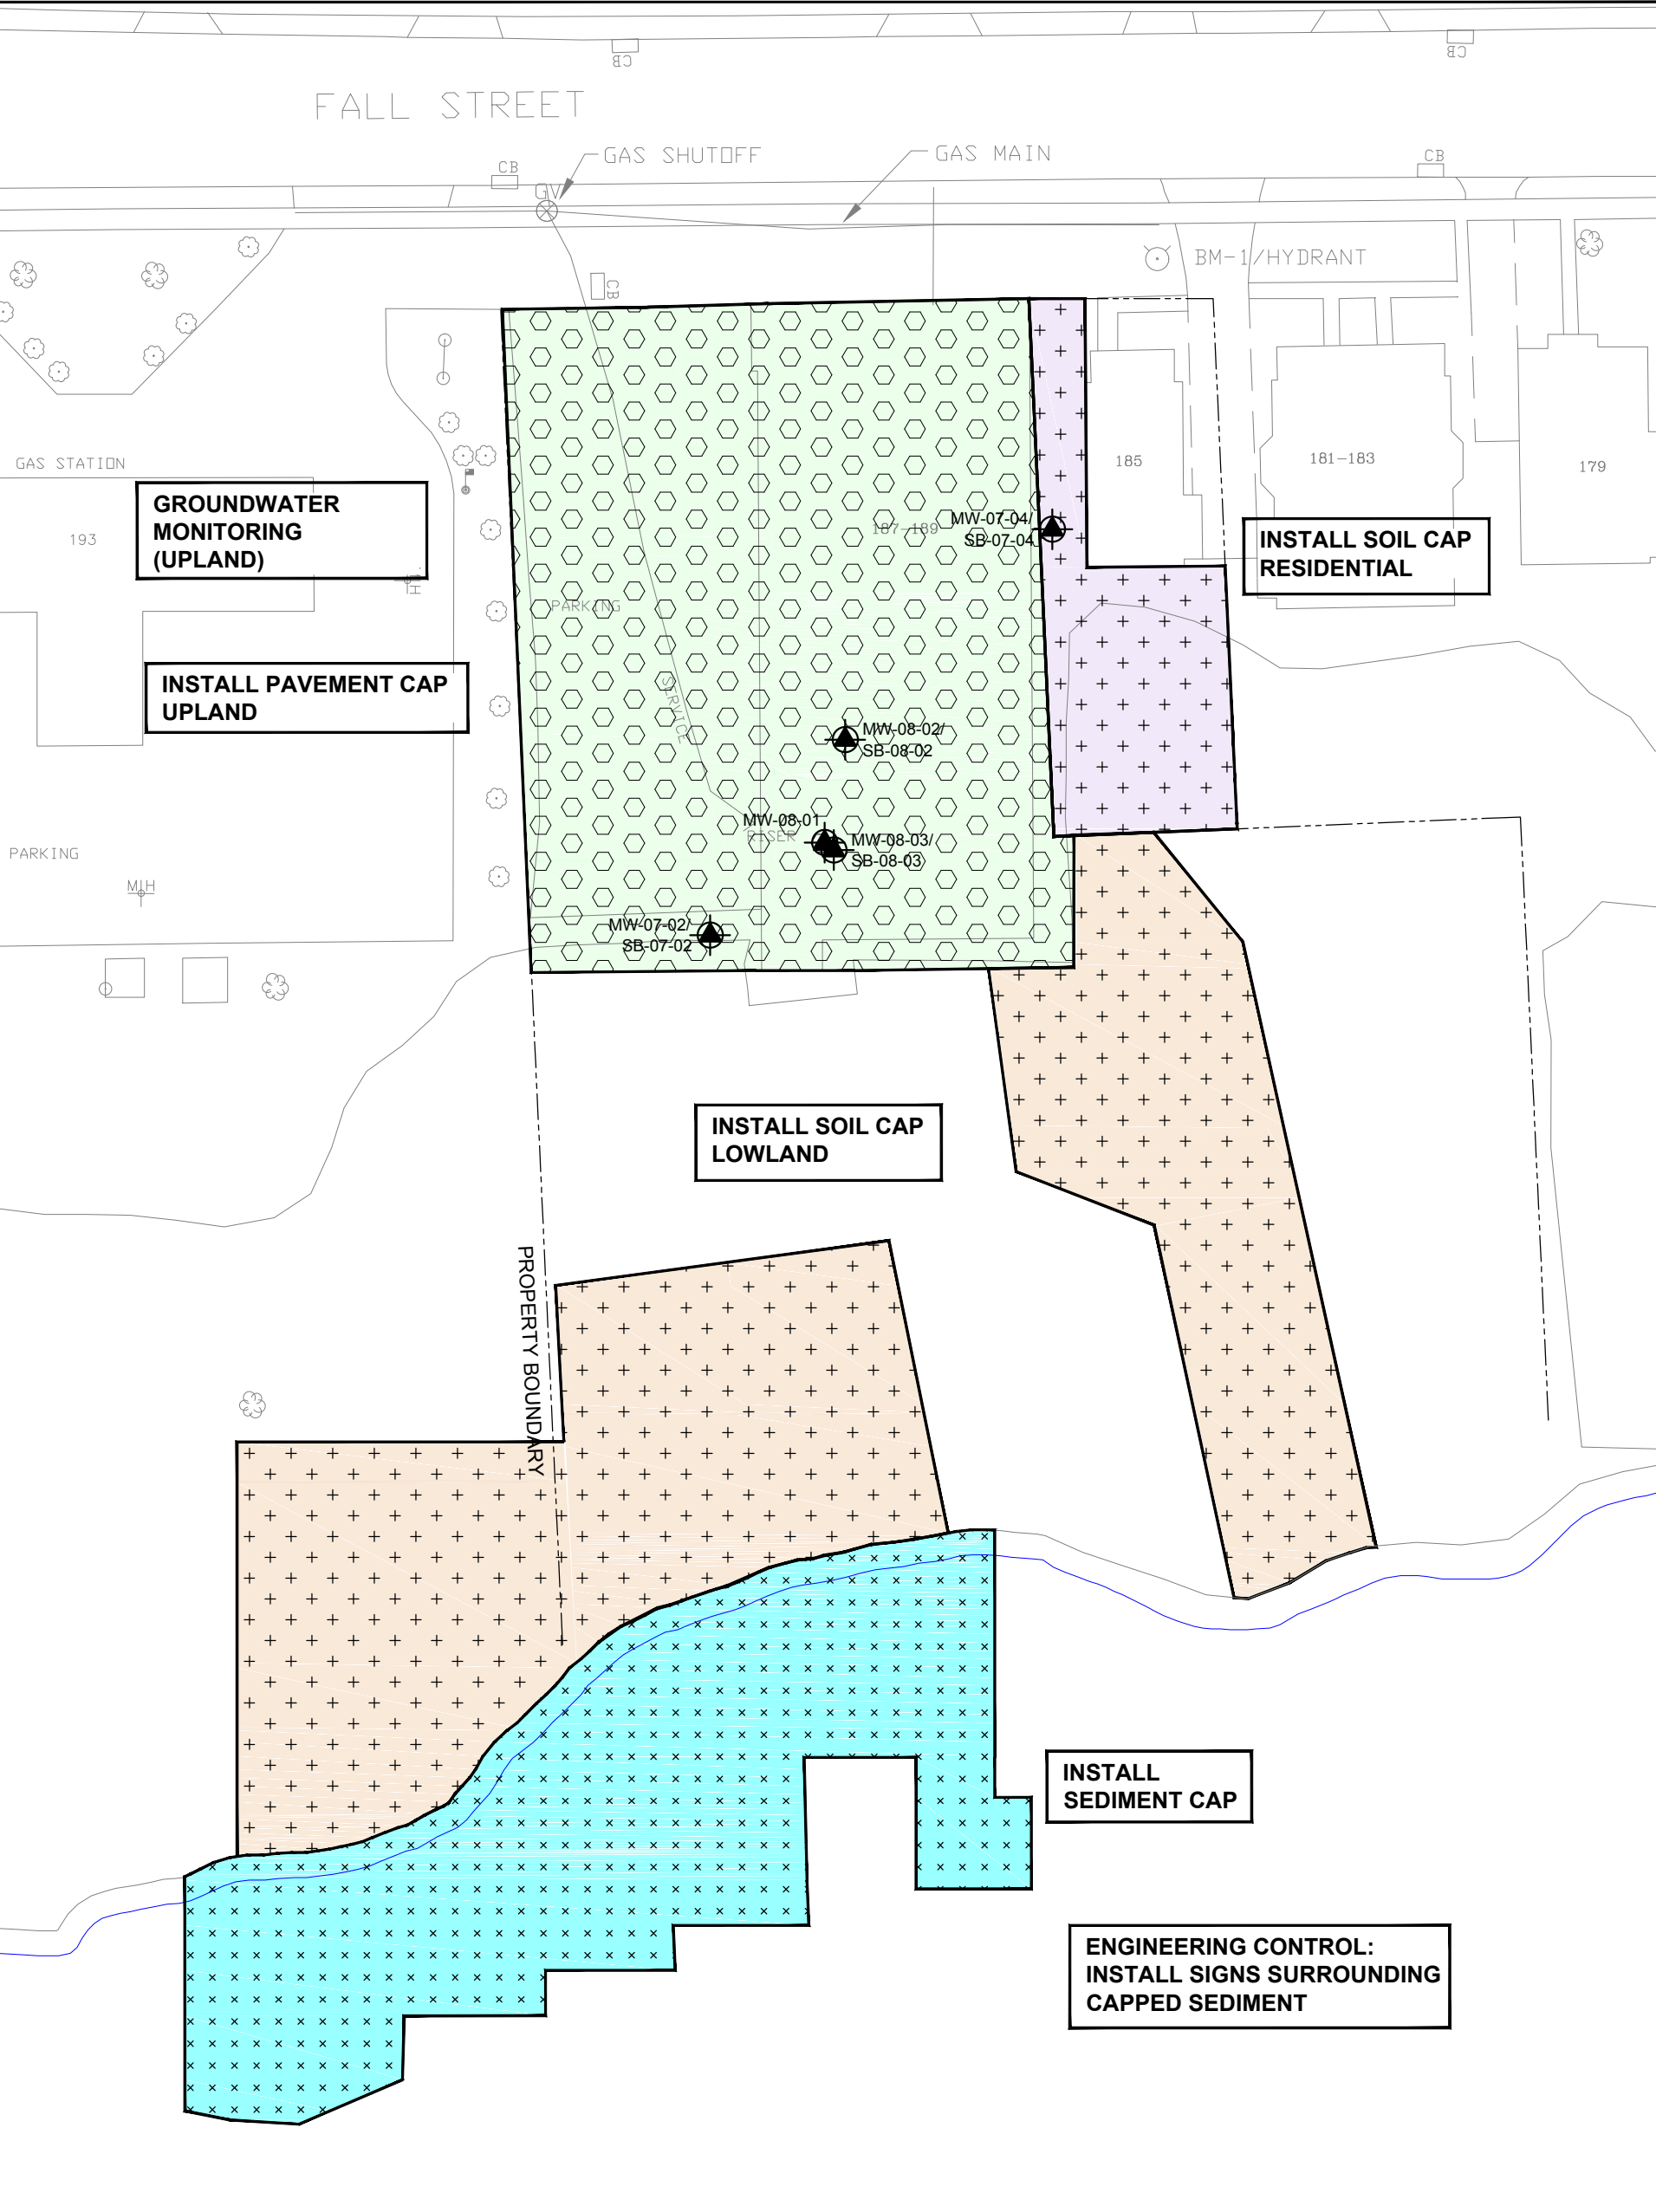 CB
CB
FALL STREET
GAS SHUTOFF
GAS MAIN
CB
CB
GV
BM-1/HYDRANT
CB
GAS STATION
185
181-183
179
GROUNDWATER
MONITORING
(UPLAND)
193
187-189
MW-07-04/
SB-07-04
INSTALL SOIL CAP
RESIDENTIAL
PARKING
INSTALL PAVEMENT CAP
UPLAND
SERVICE
MW-08-02/
SB-08-02
MW-08-01
RISER
MW-08-03/
SB-08-03
PARKING
MW-07-02/
SB-07-02
INSTALL SOIL CAP
LOWLAND
PROPERTY BOUNDARY
INSTALL
SEDIMENT CAP
ENGINEERING CONTROL:
INSTALL SIGNS SURROUNDING
CAPPED SEDIMENT